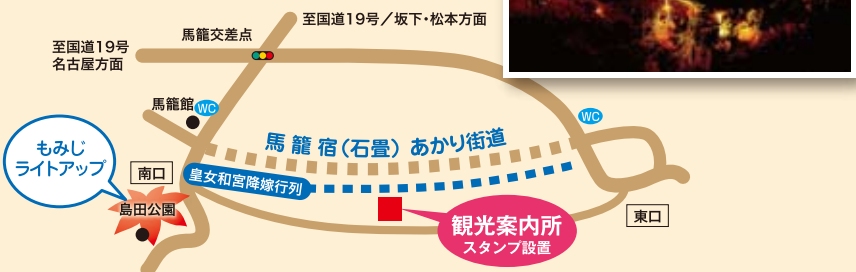 至国道19号／坂下・松本方面
馬籠交差点
至国道19号
名古屋方面
馬籠館
WC
WC
馬籠宿（石畳）あかり街道
もみじ
ライトアップ
南口
皇女和宮降嫁行列
島田公園
観光案内所
スタンプ設置
東口